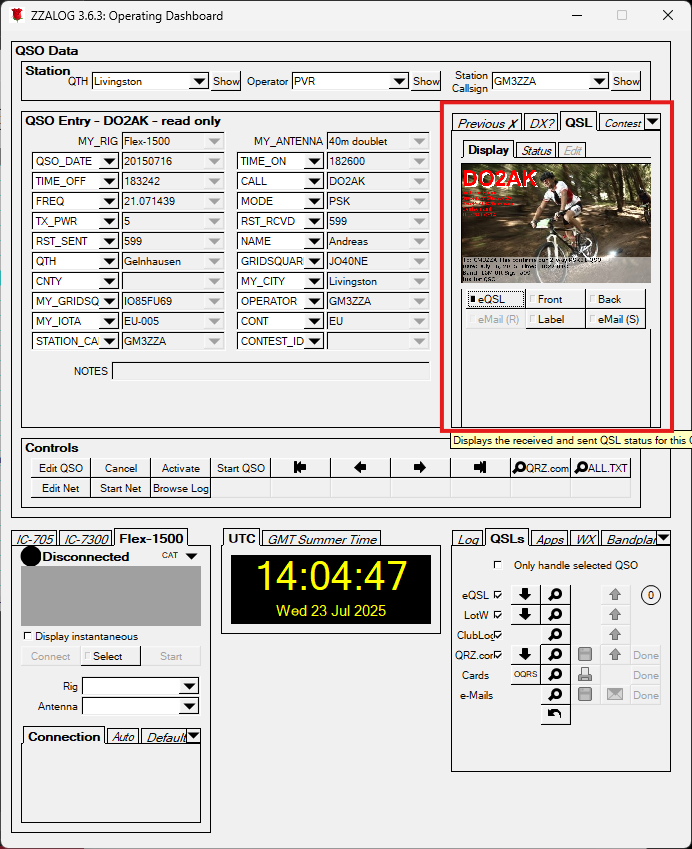 ZZALOG 3.6.3: Operating Dashboard
QSO Data
Station
QTH Livingston Show Operator PVR Show Station Callsign GM3ZZA Show
QSO Entry - DO2AK - read only
MY_RIG Flex-1500 MY_ANTENNA 40m doublet
QSO_DATE 20150716 TIME_ON 182600
TIME_OFF 183242 CALL DO2AK
FREQ 21.071439 MODE PSK
TX_PWR 5 RST_RCVD 599
RST_SENT 599 NAME Andreas
QTH Gelnhausen GRIDSQUAR JO40NE
CNTY MY_CITY Livingston
MY_GRIDSQ IO85FU69 OPERATOR GM3ZZA
MY_IOTA EU-005 CONT EU
STATION_CA GM3ZZA CONTEST_ID
NOTES
Previous X DX? QSL Contest
Display Status Edit
DO2AK
eQSL Front Back
eMail (R) Label eMail (S)
Displays the received and sent QSL status for this
Controls
Edit QSO Cancel Activate Start QSO QRZ.com ALL.TXT
Edit Net Start Net Browse Log
IC-705 IC-7300 Flex-1500
Disconnected CAT
Display instantaneous
Connect Select Start
Rig
Antenna
Connection Auto Default
UTC GMT Summer Time
14:04:47
Wed 23 Jul 2025
Log QSLs Apps WX Bandplan
Only handle selected QSO
eQSL 0
LotW
ClubLog
QRZ.com Done
Cards OQRS Done
e-Mails Done